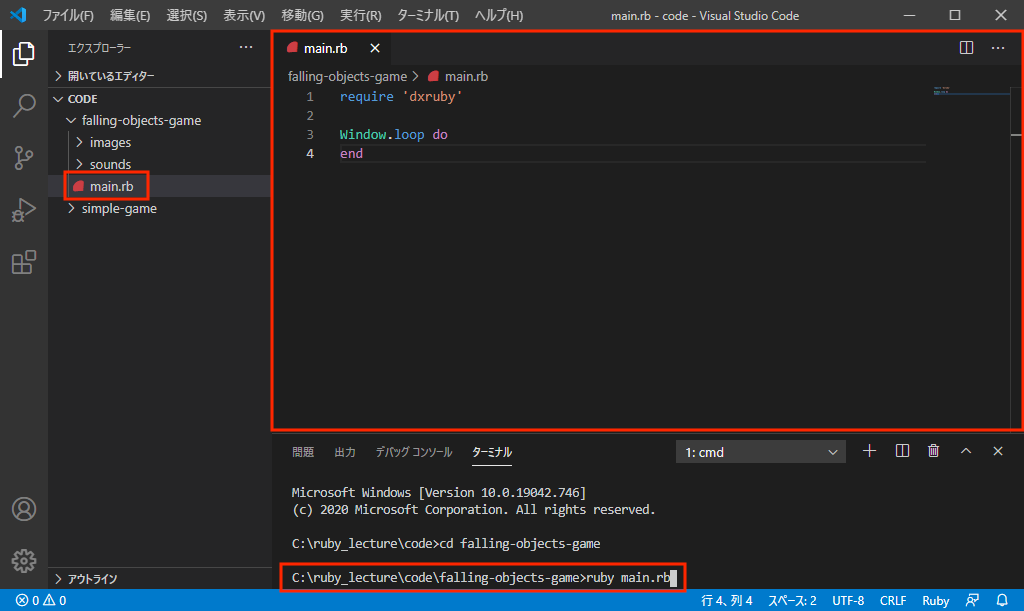 ファイル(F) 編集(E) 選択(S) 表示(V) 移動(G) 実行(R) ターミナル(T) ヘルプ(H) main.rb - code - Visual Studio Code
エクスプローラー
開いているエディター
CODE
falling-objects-game
images
sounds
main.rb
simple-game
アウトライン
main.rb
falling-objects-game > main.rb
1 require 'dxruby'
2
3 Window.loop do
4 end
問題 出力 デバッグ コンソール ターミナル 1: cmd
Microsoft Windows [Version 10.0.19042.746]
(c) 2020 Microsoft Corporation. All rights reserved.
C:\ruby_lecture\code>cd falling-objects-game
C:\ruby_lecture\code\falling-objects-game>ruby main.rb
0 0 行 4、列 4 スペース: 2 UTF-8 CRLF Ruby